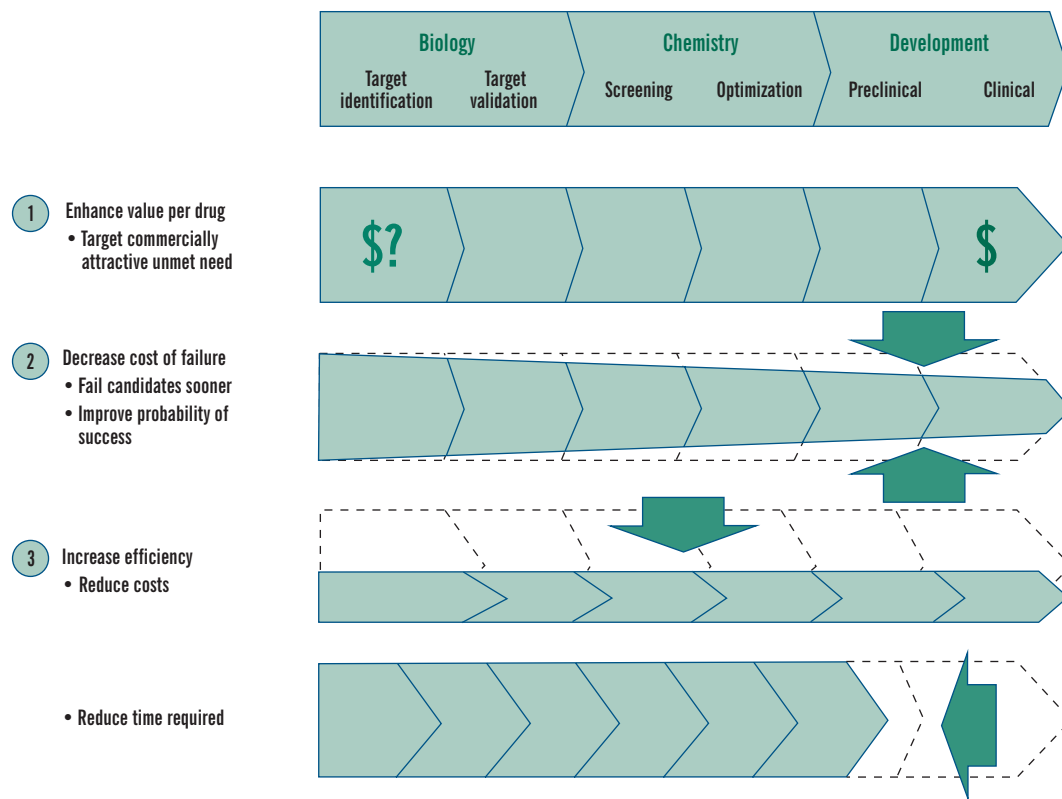 Biology
Chemistry
Development
Target
identification
Target
validation
Screening
Optimization
Preclinical
Clinical
1
Enhance value per drug
• Target commercially
attractive unmet need
$?
$
2
Decrease cost of failure
• Fail candidates sooner
• Improve probability of
success
3
Increase efficiency
• Reduce costs
• Reduce time required